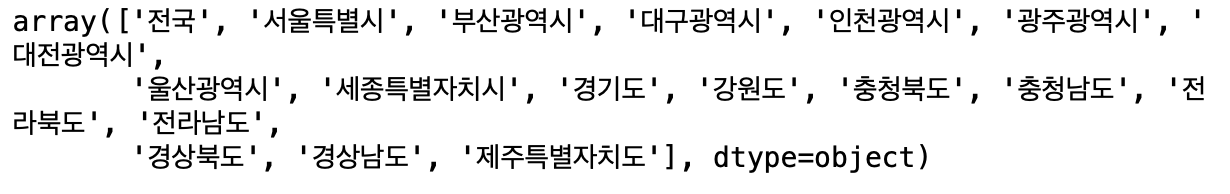 array(['전국', '서울특별시', '부산광역시', '대구광역시', '인천광역시', '광주광역시', '
대전광역시',
'울산광역시', '세종특별자치시', '경기도', '강원도', '충청북도', '충청남도', '전
라북도', '전라남도',
'경상북도', '경상남도', '제주특별자치도'], dtype=object)